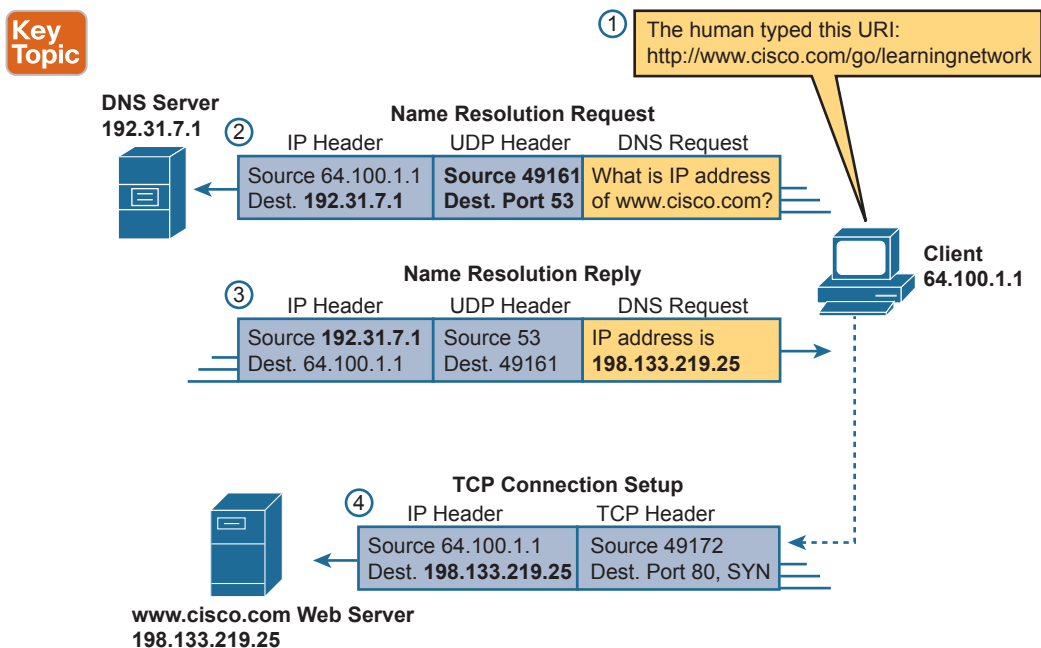 Key
Topic
1
The human typed this URI:
http://www.cisco.com/go/learningnetwork
DNS Server
192.31.7.1
Name Resolution Request
2
IP Header UDP Header DNS Request
Source 64.100.1.1 Source 49161 What is IP address
Dest. 192.31.7.1 Dest. Port 53 of www.cisco.com?
Client
64.100.1.1
Name Resolution Reply
3
IP Header UDP Header DNS Request
Source 192.31.7.1 Source 53 IP address is
Dest. 64.100.1.1 Dest. 49161 198.133.219.25
TCP Connection Setup
4
IP Header TCP Header
Source 64.100.1.1 Source 49172
Dest. 198.133.219.25 Dest. Port 80, SYN
www.cisco.com Web Server
198.133.219.25